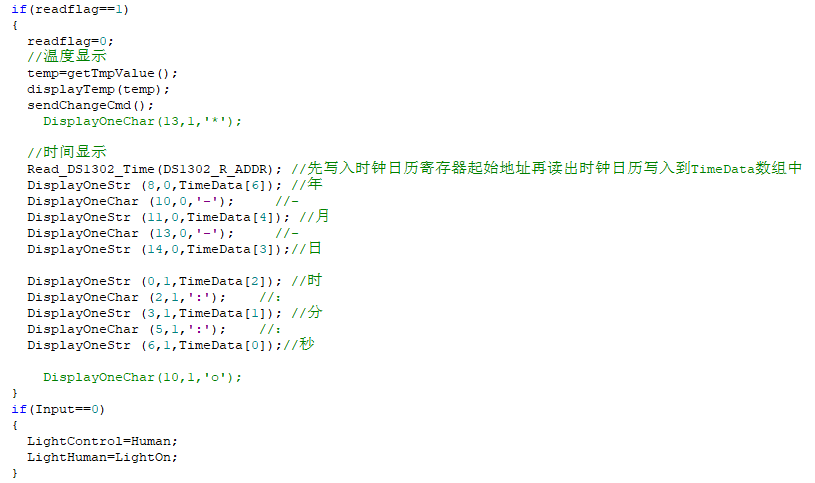 if(readflag==1)
{
  readflag=0;
  //温度显示
  temp=getTmpValue();
  displayTemp(temp);
  sendChangeCmd();
    DisplayOneChar(13,1,'*');

  //时间显示
  Read_DS1302_Time(DS1302_R_ADDR); //先写入时钟日历寄存器起始地址再读出时钟日历写入到TimeData数组中
  DisplayOneStr (8,0,TimeData[6]); //年
  DisplayOneChar (10,0,'-');     //-
  DisplayOneStr (11,0,TimeData[4]); //月
  DisplayOneChar (13,0,'-');     //-
  DisplayOneStr (14,0,TimeData[3]);//日

  DisplayOneStr (0,1,TimeData[2]); //时
  DisplayOneChar (2,1,':');    //:
  DisplayOneStr (3,1,TimeData[1]); //分
  DisplayOneChar (5,1,':');    //:
  DisplayOneStr (6,1,TimeData[0]);//秒

    DisplayOneChar(10,1,'o');
}
if(Input==0)
{
  LightControl=Human;
  LightHuman=LightOn;
}